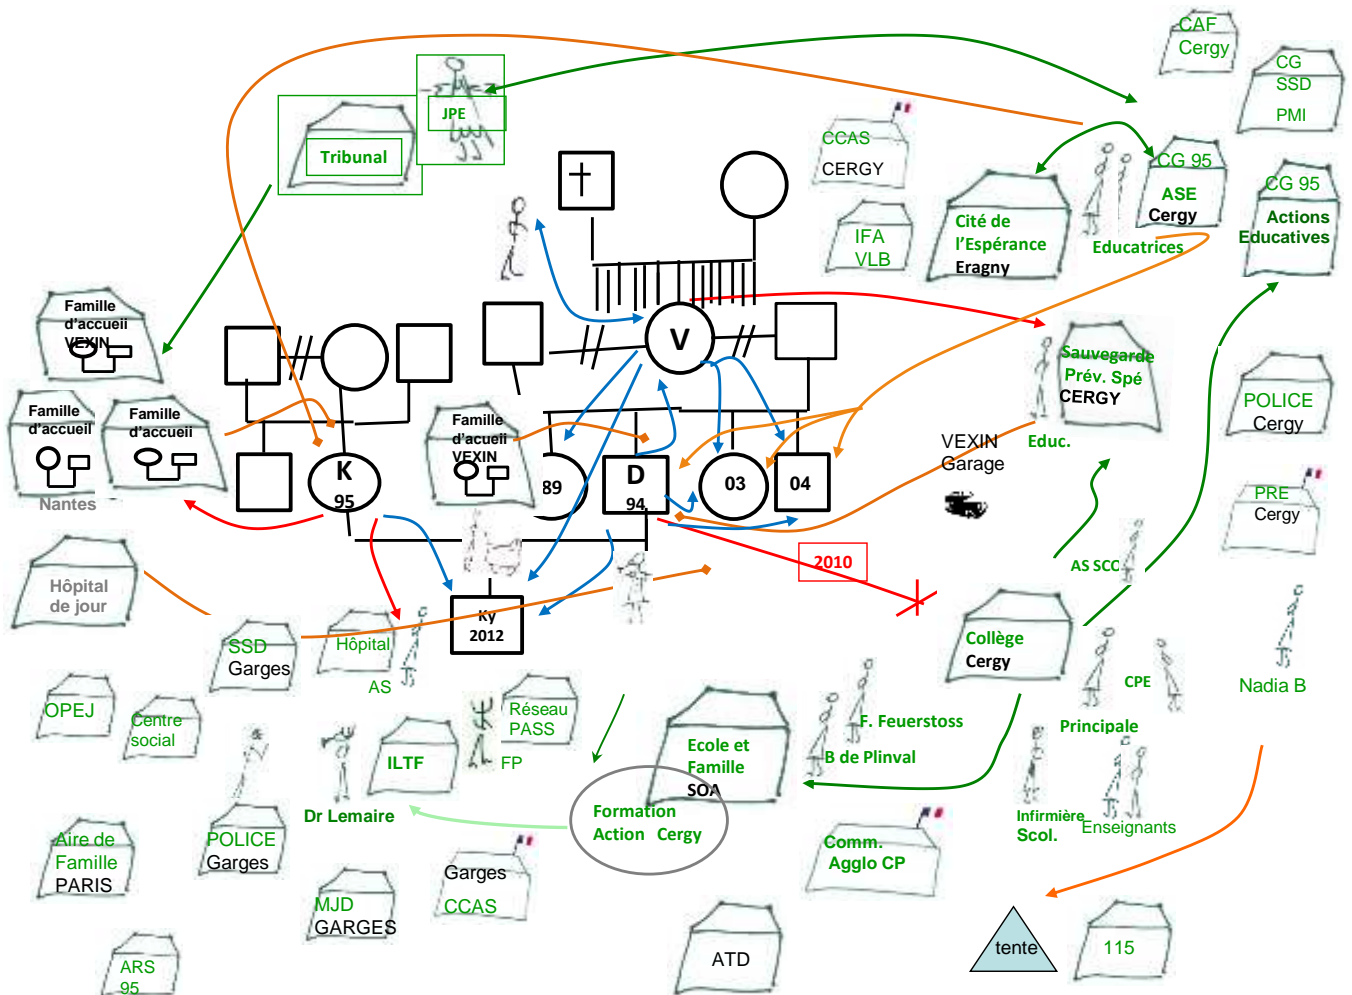 CAF
Cergy
CG
SSD
PMI
JPE
Tribunal
CCAS
CERGY
CG 95
ASE
Cergy
CG 95
Actions
Educatives
Cité de
l'Espérance
Eragny
Educatrices
IFA
VLB
Famille
d'accueii
VEXIN
V
Sauvegarde
Prév. Spé
CERGY
Educ.
POLICE
Cergy
Famille
d'accueil
Nantes
Famille
d'accueil
Famille
d'acueil
VEXIN
K
95
89
D
94
03
04
VEXIN
Garage
PRE
Cergy
2010
AS SCO
Hôpital
de jour
Ky
2012
SSD
Garges
Hôpital
AS
Collège
Cergy
CPE
Nadia B
Principale
OPEJ
Centre
social
Réseau
PASS
FP
ILTF
Dr Lemaire
Ecole et
Famille
SOA
F. Feuerstoss
B de Plinval
Formation
Action Cergy
Infirmière
Scol.
Enseignants
Aire de
Famille
PARIS
POLICE
Garges
Garges
CCAS
Comm.
Agglo CP
MJD
GARGES
ATD
tente
115
ARS
95